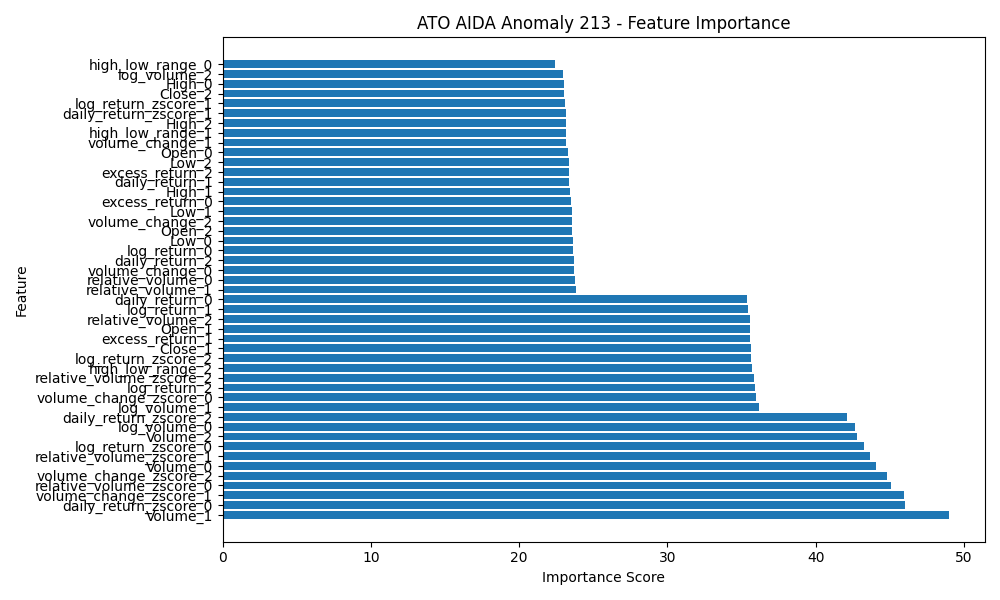 ATO AIDA Anomaly 213 - Feature Importance
high_low_range_0
log_volume_2
High_0
Close_2
log_return_zscore_1
daily_return_zscore_1
High_2
high_low_range_1
volume_change_1
Open_0
Low_2
excess_return_2
daily_return_1
High_1
excess_return_0
Low_1
volume_change_2
Open_2
Low_0
log_return_0
daily_return_2
volume_change_0
relative_volume_0
relative_volume_1
daily_return_0
log_return_1
relative_volume_2
Open_1
excess_return_1
Close_1
log_return_zscore_2
high_low_range_2
relative_volume_zscore_2
log_return_2
volume_change_zscore_0
log_volume_1
daily_return_zscore_2
log_volume_0
Volume_2
log_return_zscore_0
relative_volume_zscore_1
Volume_0
volume_change_zscore_2
relative_volume_zscore_0
volume_change_zscore_1
daily_return_zscore_0
Volume_1
Feature
0 10 20 30 40 50
Importance Score